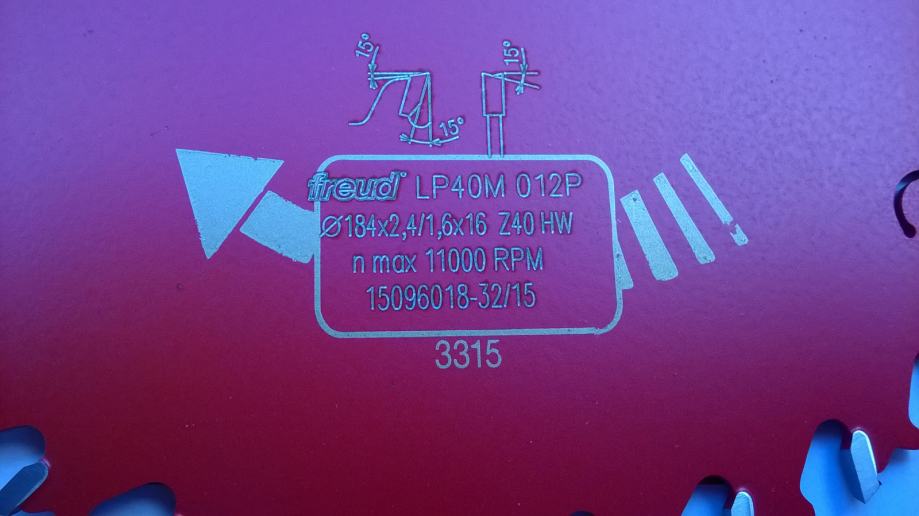 15° 15°
15°
freud LP40M 012P
Ø184x2,4/1,6x16 Z40 HW
n max 11000 RPM
15096018-32/15
3315